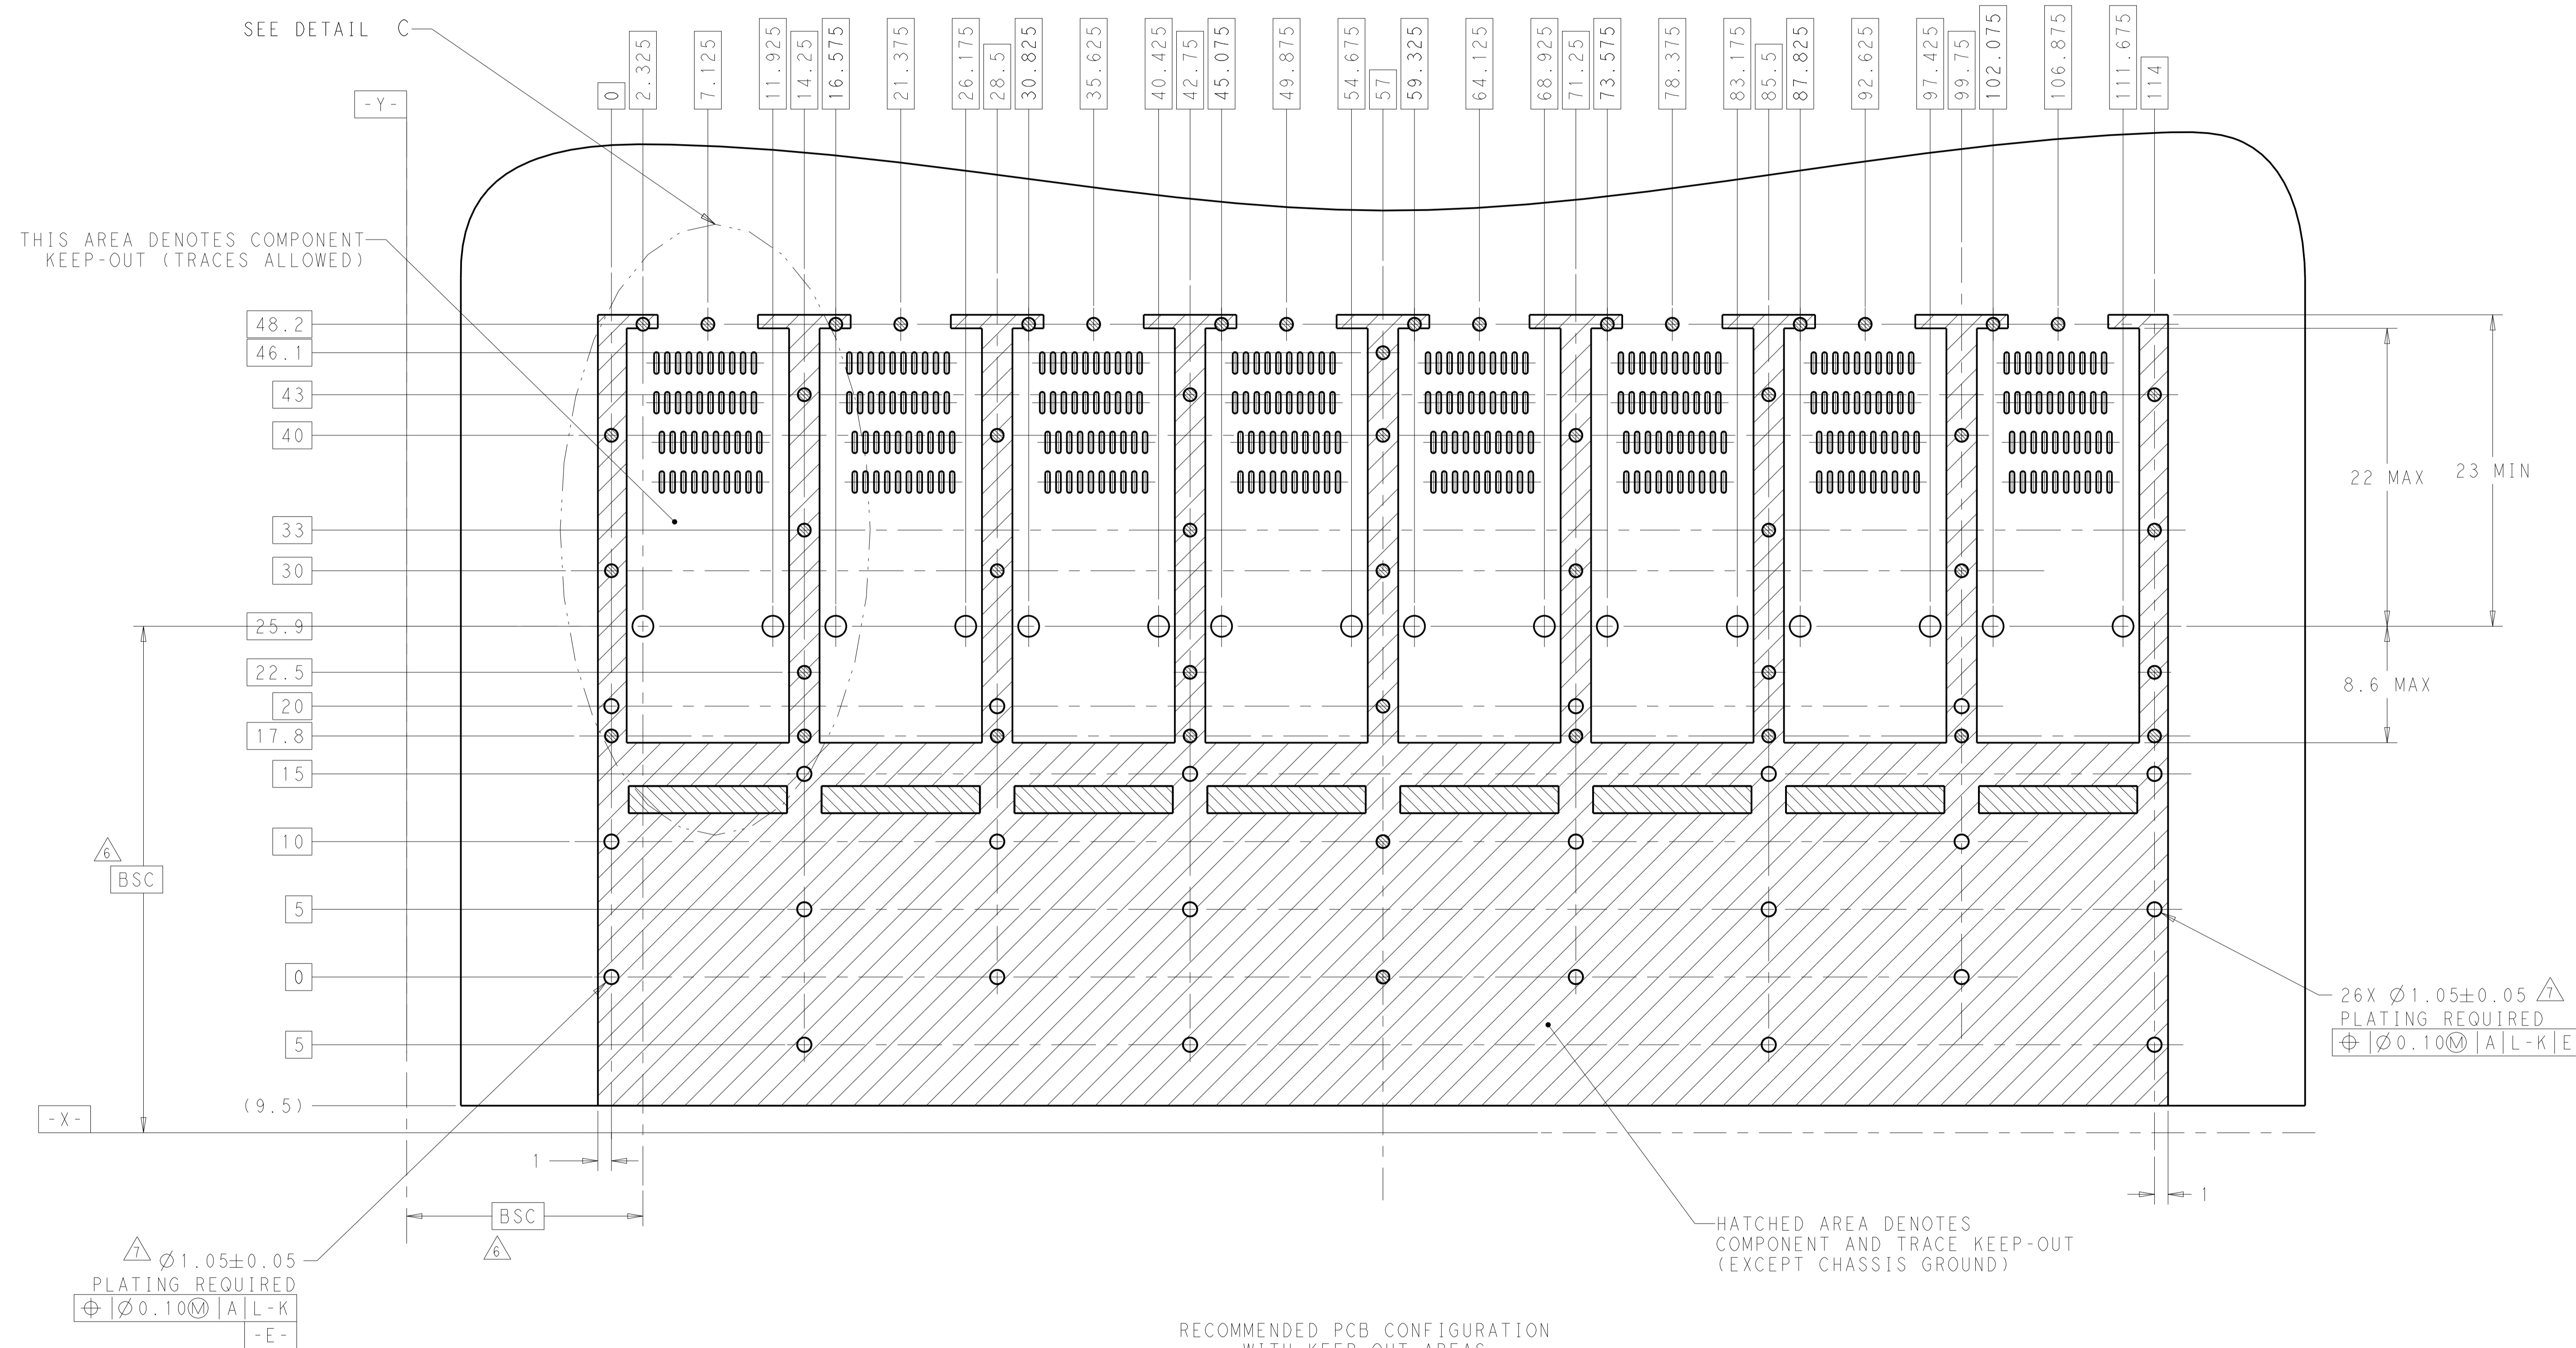 SEE DETAIL C
-Y-
0
2.325
7.125
11.925
14.25
16.575
21.375
26.175
28.5
30.825
35.625
40.425
42.75
45.075
49.875
54.675
57
59.325
64.125
68.925
71.25
73.575
78.375
83.175
85.5
87.825
92.625
97.425
99.75
102.075
106.875
111.675
114
THIS AREA DENOTES COMPONENT
KEEP-OUT (TRACES ALLOWED)
48.2
46.1
43
40
33
30
25.9
22.5
20
17.8
15
10
5
0
5
(9.5)
22 MAX
23 MIN
8.6 MAX
6
BSC
-X-
1
BSC
6
1
26X Ø1.05±0.05 7
PLATING REQUIRED
⌖ Ø0.10Ⓜ A L-K E
7 Ø1.05±0.05
PLATING REQUIRED
⌖ Ø0.10Ⓜ A L-K
-E-
HATCHED AREA DENOTES
COMPONENT AND TRACE KEEP-OUT
(EXCEPT CHASSIS GROUND)
RECOMMENDED PCB CONFIGURATION
WITH KEEP-OUT AREAS